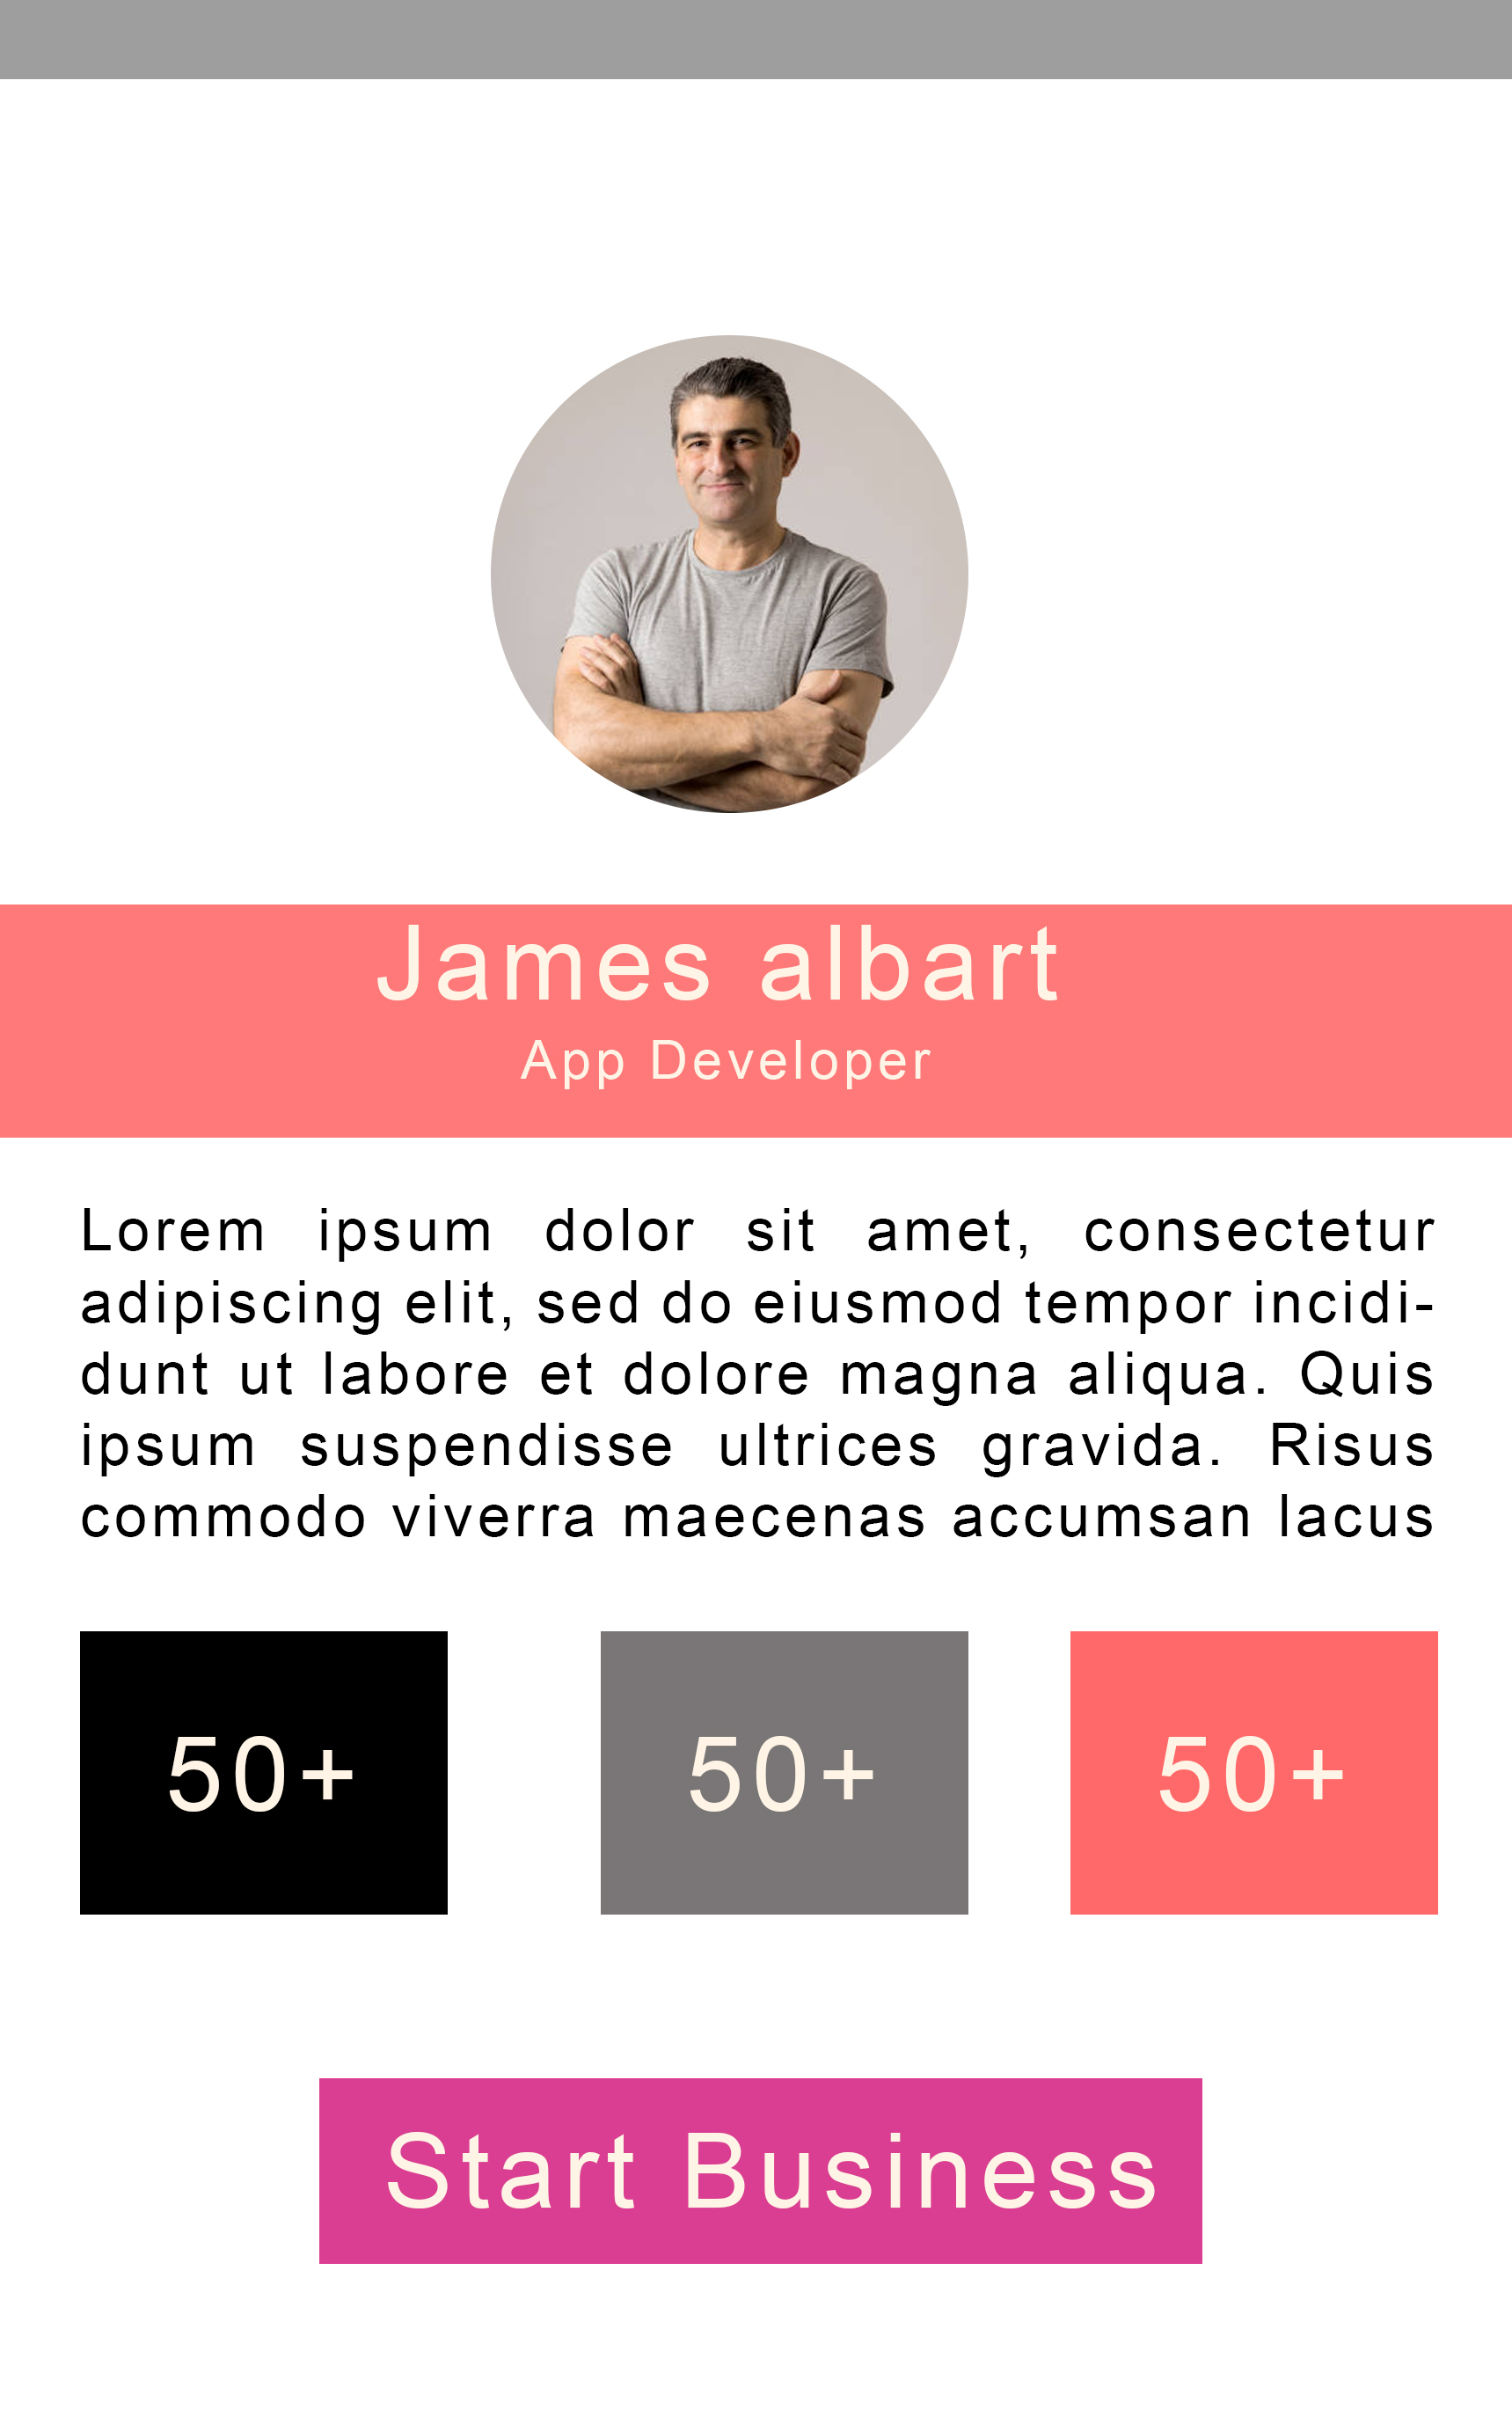 James albart
App Developer
Lorem ipsum dolor sit amet, consectetur
adipiscing elit, sed do eiusmod tempor incidi-
dunt ut labore et dolore magna aliqua. Quis
ipsum suspendisse ultrices gravida. Risus
commodo viverra maecenas accumsan lacus
50+ 50+ 50+
Start Business